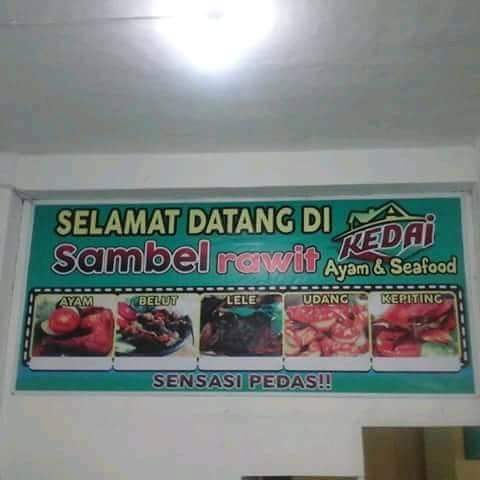 SELAMAT DATANG DI
Sambel rawit
KEDAi
Ayam & Seafood
AYAM BELUT LELE UDANG KEPITING
SENSASI PEDAS!!